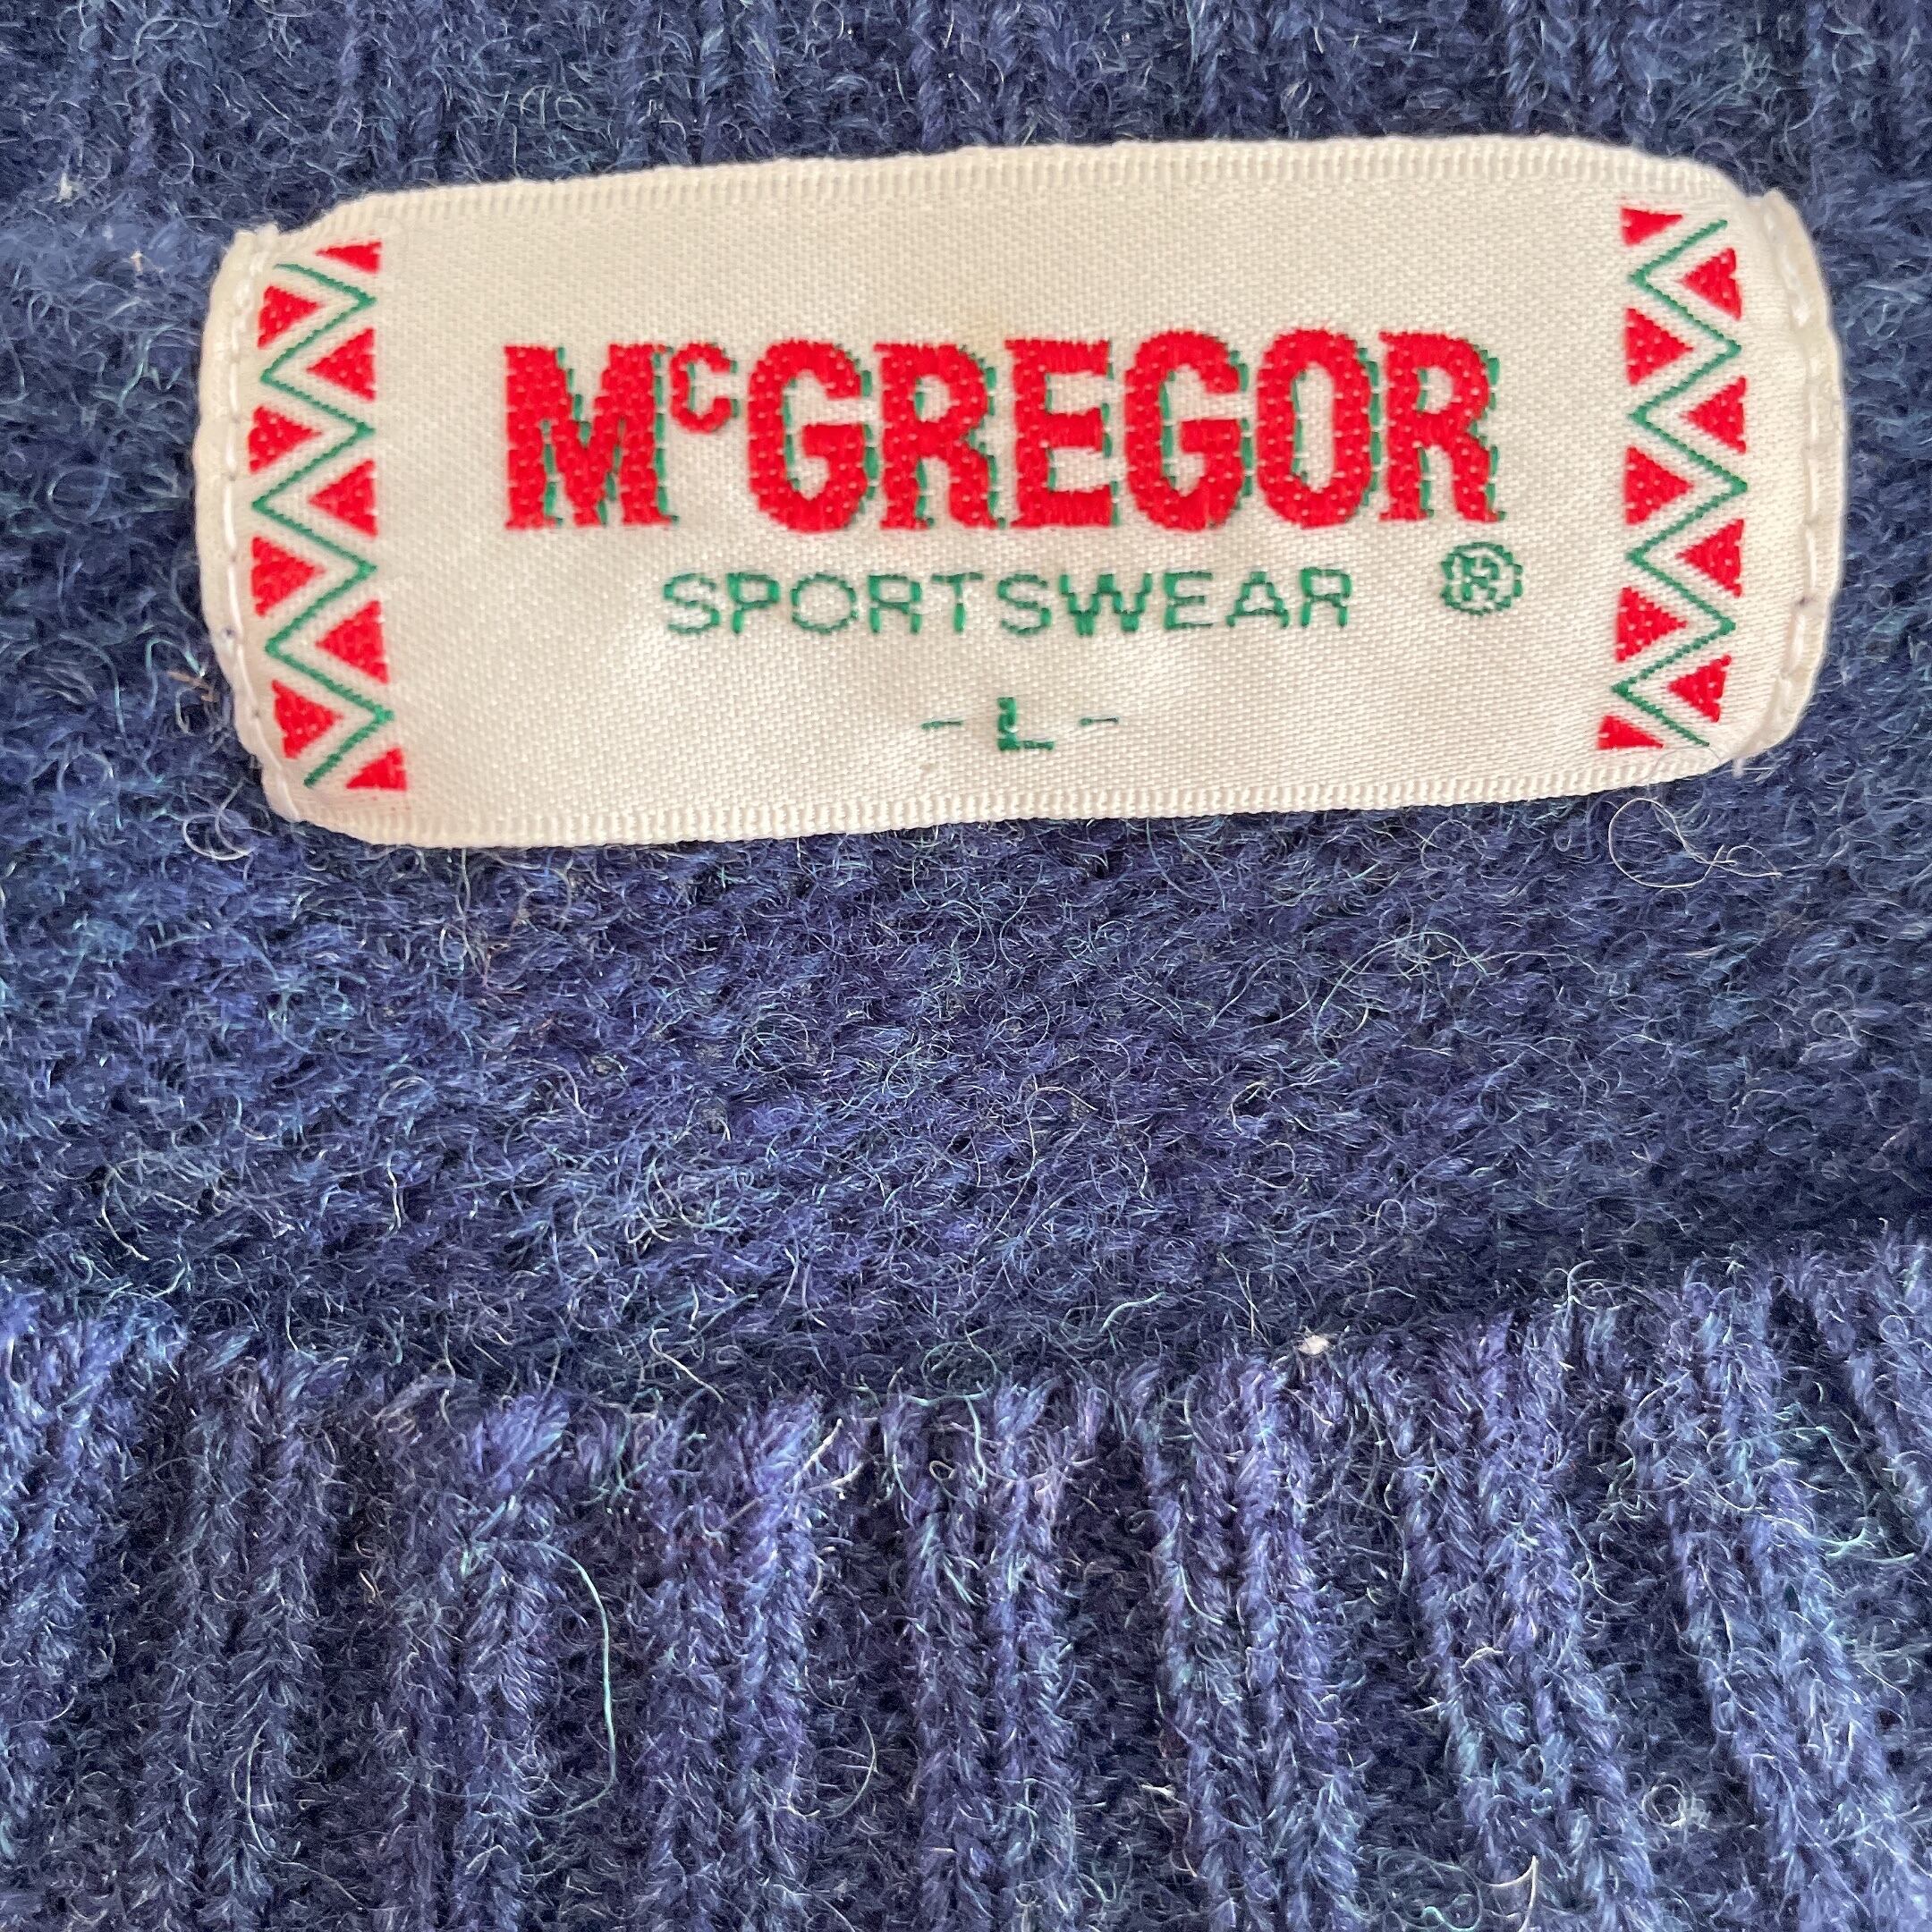 McGREGOR
SPORTSWEAR ®
- L -